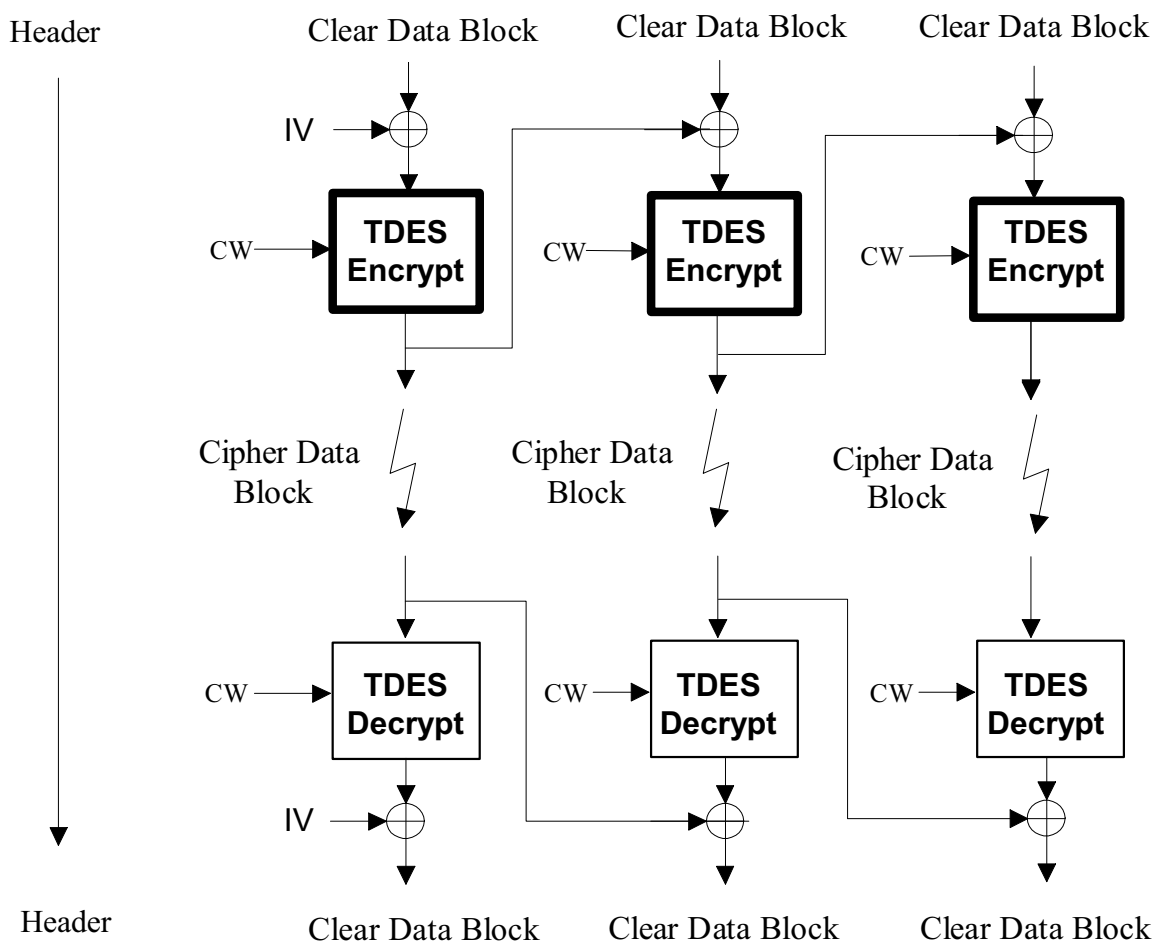 Header
Clear Data Block
Clear Data Block
Clear Data Block
IV
CW
TDES
Encrypt
CW
TDES
Encrypt
CW
TDES
Encrypt
Cipher Data
Block
Cipher Data
Block
Cipher Data
Block
CW
TDES
Decrypt
CW
TDES
Decrypt
CW
TDES
Decrypt
IV
Header
Clear Data Block
Clear Data Block
Clear Data Block